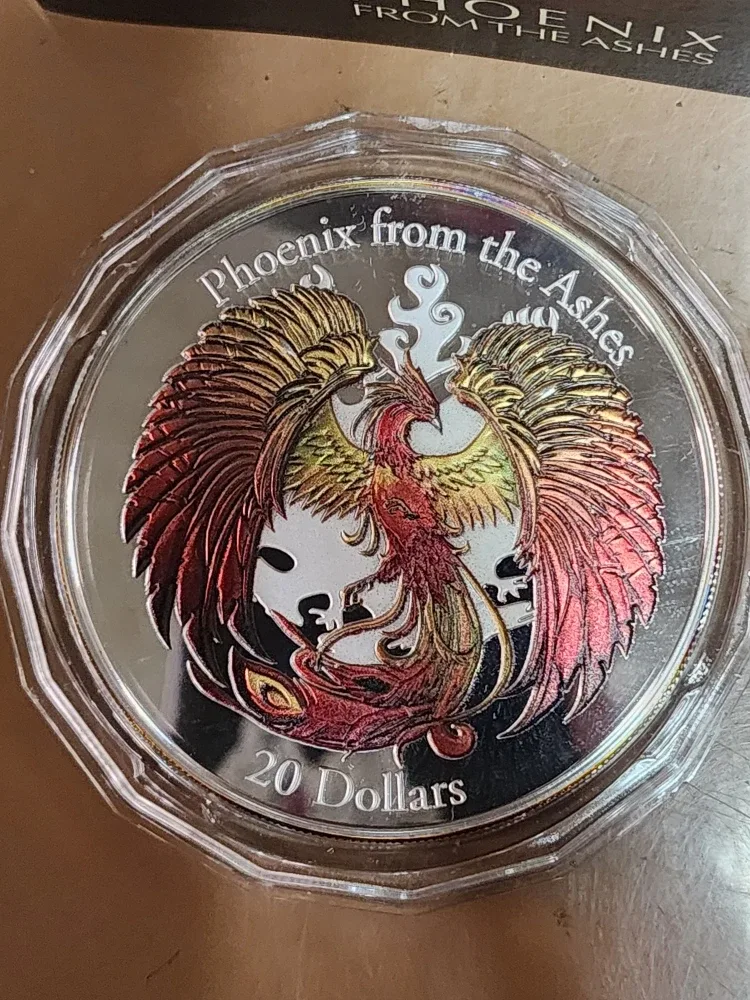 PHOENIX
FROM THE ASHES
Phoenix from the Ashes
20 Dollars